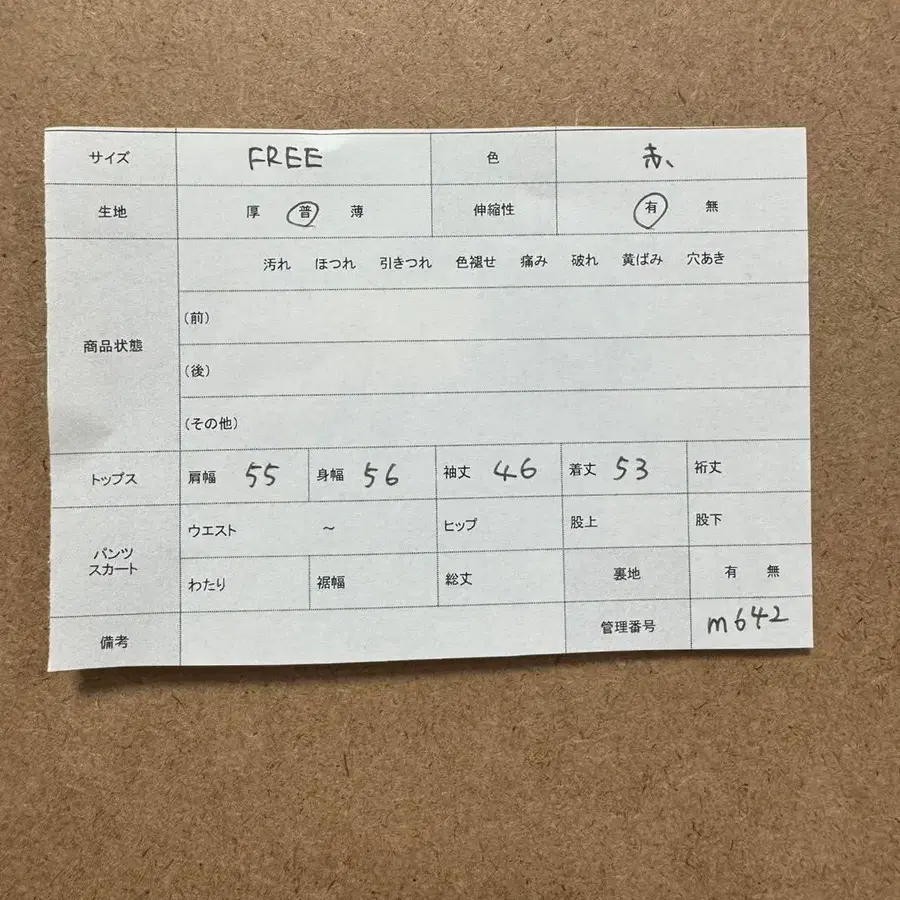 サイズ FREE 色 赤、
生地 厚 普 薄 伸縮性 有 無
汚れ ほつれ 引きつれ 色褪せ 痛み 破れ 黄ばみ 穴あき
(前)
商品状態
(後)
(その他)
トップス 肩幅 55 身幅 56 袖丈 46 着丈 53 裄丈
ウエスト ～ ヒップ 股上 股下
パンツ
スカート
わたり 裾幅 総丈 裏地 有 無
備考 管理番号 m642